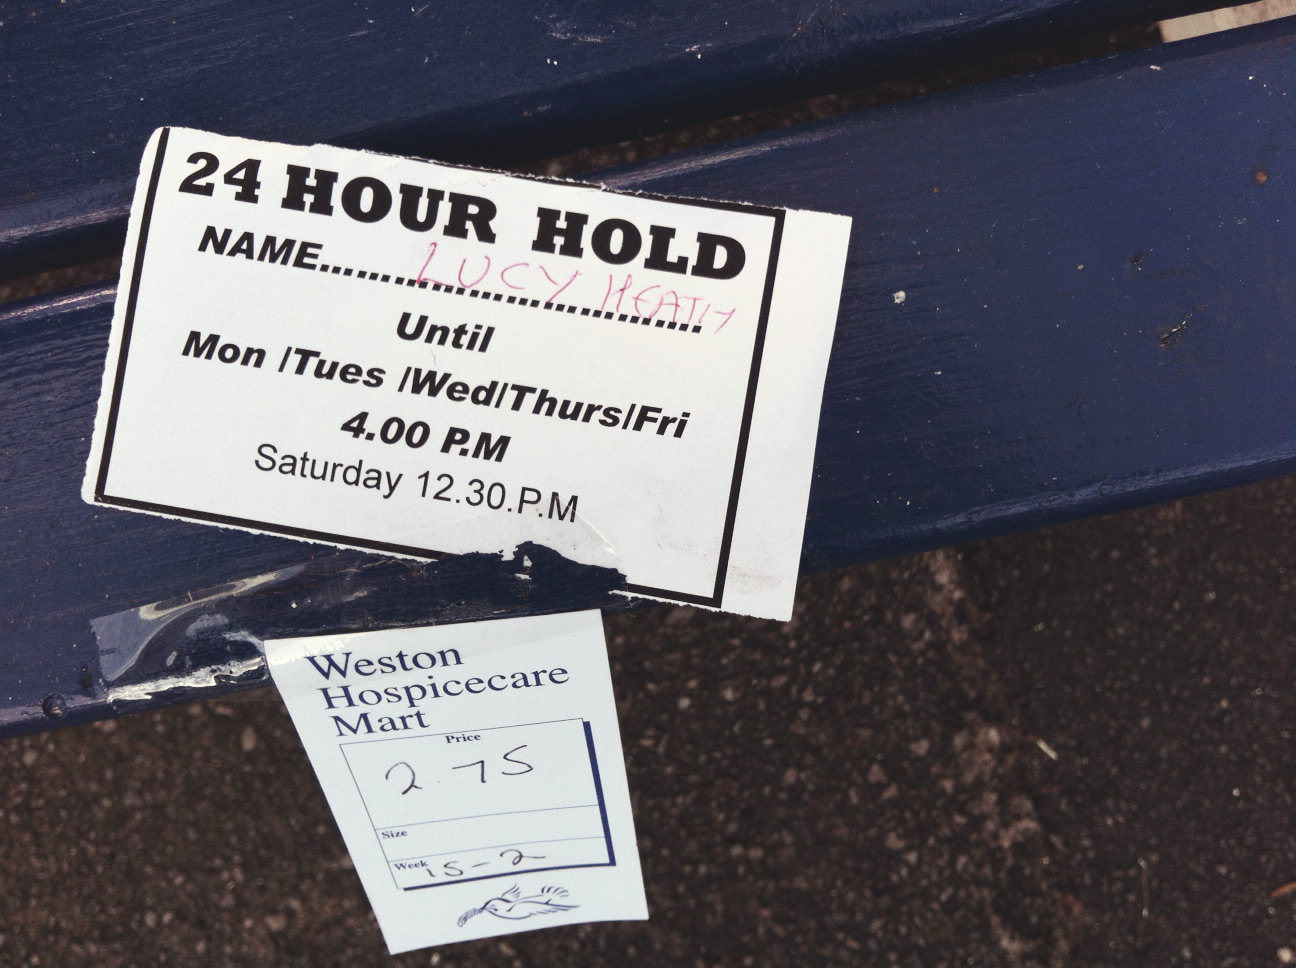 24 HOUR HOLD
NAME.......LUCY HEATH
Until
Mon /Tues /Wed/Thurs/Fri
4.00 P.M
Saturday 12.30.P.M
Weston
Hospicecare
Mart
Price
2.75
Size
Week 15-2